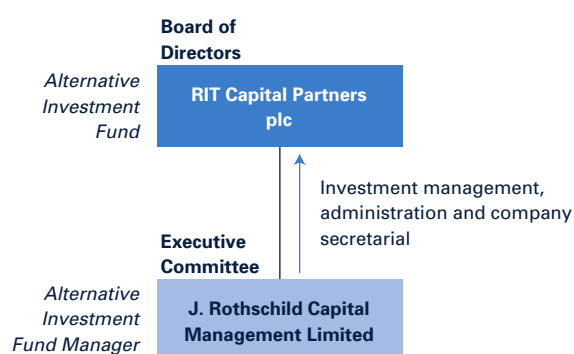 Board of
Directors
Alternative
Investment
Fund
RIT Capital Partners
plc
Investment management,
administration and company
secretarial
Executive
Committee
Alternative
Investment
Fund Manager
J. Rothschild Capital
Management Limited